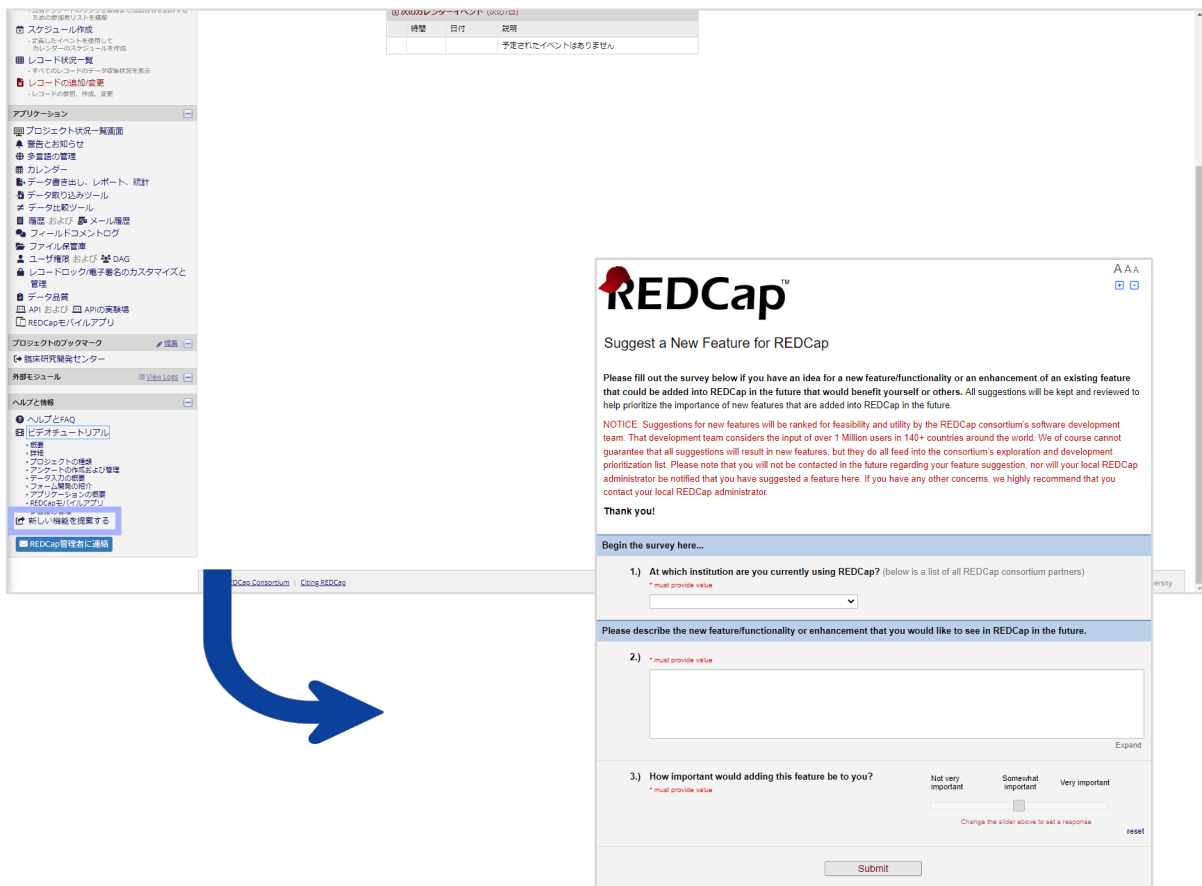 ための参加者リストを構築
スケジュール作成
- 定義したイベントを使用して
カレンダーのスケジュールを作成
レコード状況一覧
- すべてのレコードのデータ収集状況を表示
レコードの追加/変更
- レコードの参照、作成、変更
アプリケーション
プロジェクト状況一覧画面
警告とお知らせ
多言語の管理
カレンダー
データ書き出し、レポート、統計
データ取り込みツール
データ比較ツール
履歴 および メール履歴
フィールドコメントログ
ファイル保管庫
ユーザ権限 および DAG
レコードロック/電子署名のカスタマイズと
管理
データ品質
API および APIの実験場
REDCapモバイルアプリ
プロジェクトのブックマーク 編集
臨床研究開発センター
外部モジュール View Logs
ヘルプと情報
ヘルプとFAQ
ビデオチュートリアル
・概要
・詳細
・プロジェクトの種類
・アンケートの作成および管理
・データ入力の概要
・フォーム開発の紹介
・アプリケーションの概要
・REDCapモバイルアプリ
新しい機能を提案する
REDCap管理者に連絡
次のカレンダーイベント (次の7日)
時間 日付 説明
予定されたイベントはありません
EDCap Consortium | Citing REDCap
versity
REDCap™
AAA
Suggest a New Feature for REDCap
Please fill out the survey below if you have an idea for a new feature/functionality or an enhancement of an existing feature
that could be added into REDCap in the future that would benefit yourself or others. All suggestions will be kept and reviewed to
help prioritize the importance of new features that are added into REDCap in the future.
NOTICE: Suggestions for new features will be ranked for feasibility and utility by the REDCap consortium's software development
team. That development team considers the input of over 1 Million users in 140+ countries around the world. We of course cannot
guarantee that all suggestions will result in new features, but they do all feed into the consortium's exploration and development
prioritization list. Please note that you will not be contacted in the future regarding your feature suggestion, nor will your local REDCap
administrator be notified that you have suggested a feature here. If you have any other concerns, we highly recommend that you
contact your local REDCap administrator.
Thank you!
Begin the survey here...
1.) At which institution are you currently using REDCap? (below is a list of all REDCap consortium partners)
* must provide value
Please describe the new feature/functionality or enhancement that you would like to see in REDCap in the future.
2.) * must provide value
Expand
3.) How important would adding this feature be to you?
* must provide value
Not very
important
Somewhat
important
Very important
Change the slider above to set a response
reset
Submit